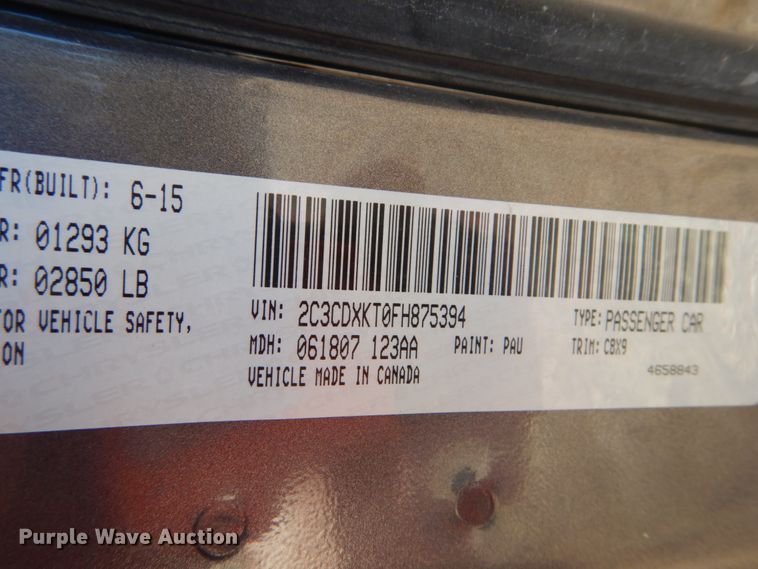 FR(BUILT): 6-15
R: 01293 KG
R: 02850 LB
OR VEHICLE SAFETY,
ON
VIN: 2C3CDXKT0FH875394
TYPE: PASSENGER CAR
MDH: 061807 123AA PAINT: PAU TRIM: CBX9
VEHICLE MADE IN CANADA
4658843
Purple Wave Auction